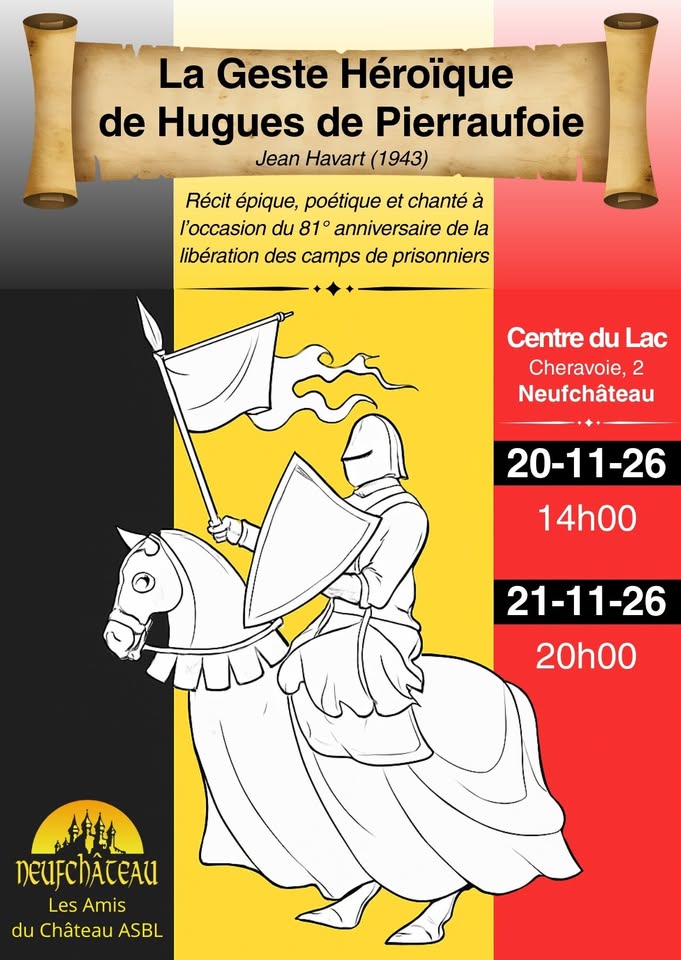 La Geste Héroïque
de Hugues de Pierraufoie
Jean Havart (1943)
Récit épique, poétique et chanté à
l'occasion du 81° anniversaire de la
libération des camps de prisonniers
Centre du Lac
Cheravoie, 2
Neufchâteau
20-11-26
14h00
21-11-26
20h00
NEUFCHÂTEAU
Les Amis
du Château ASBL